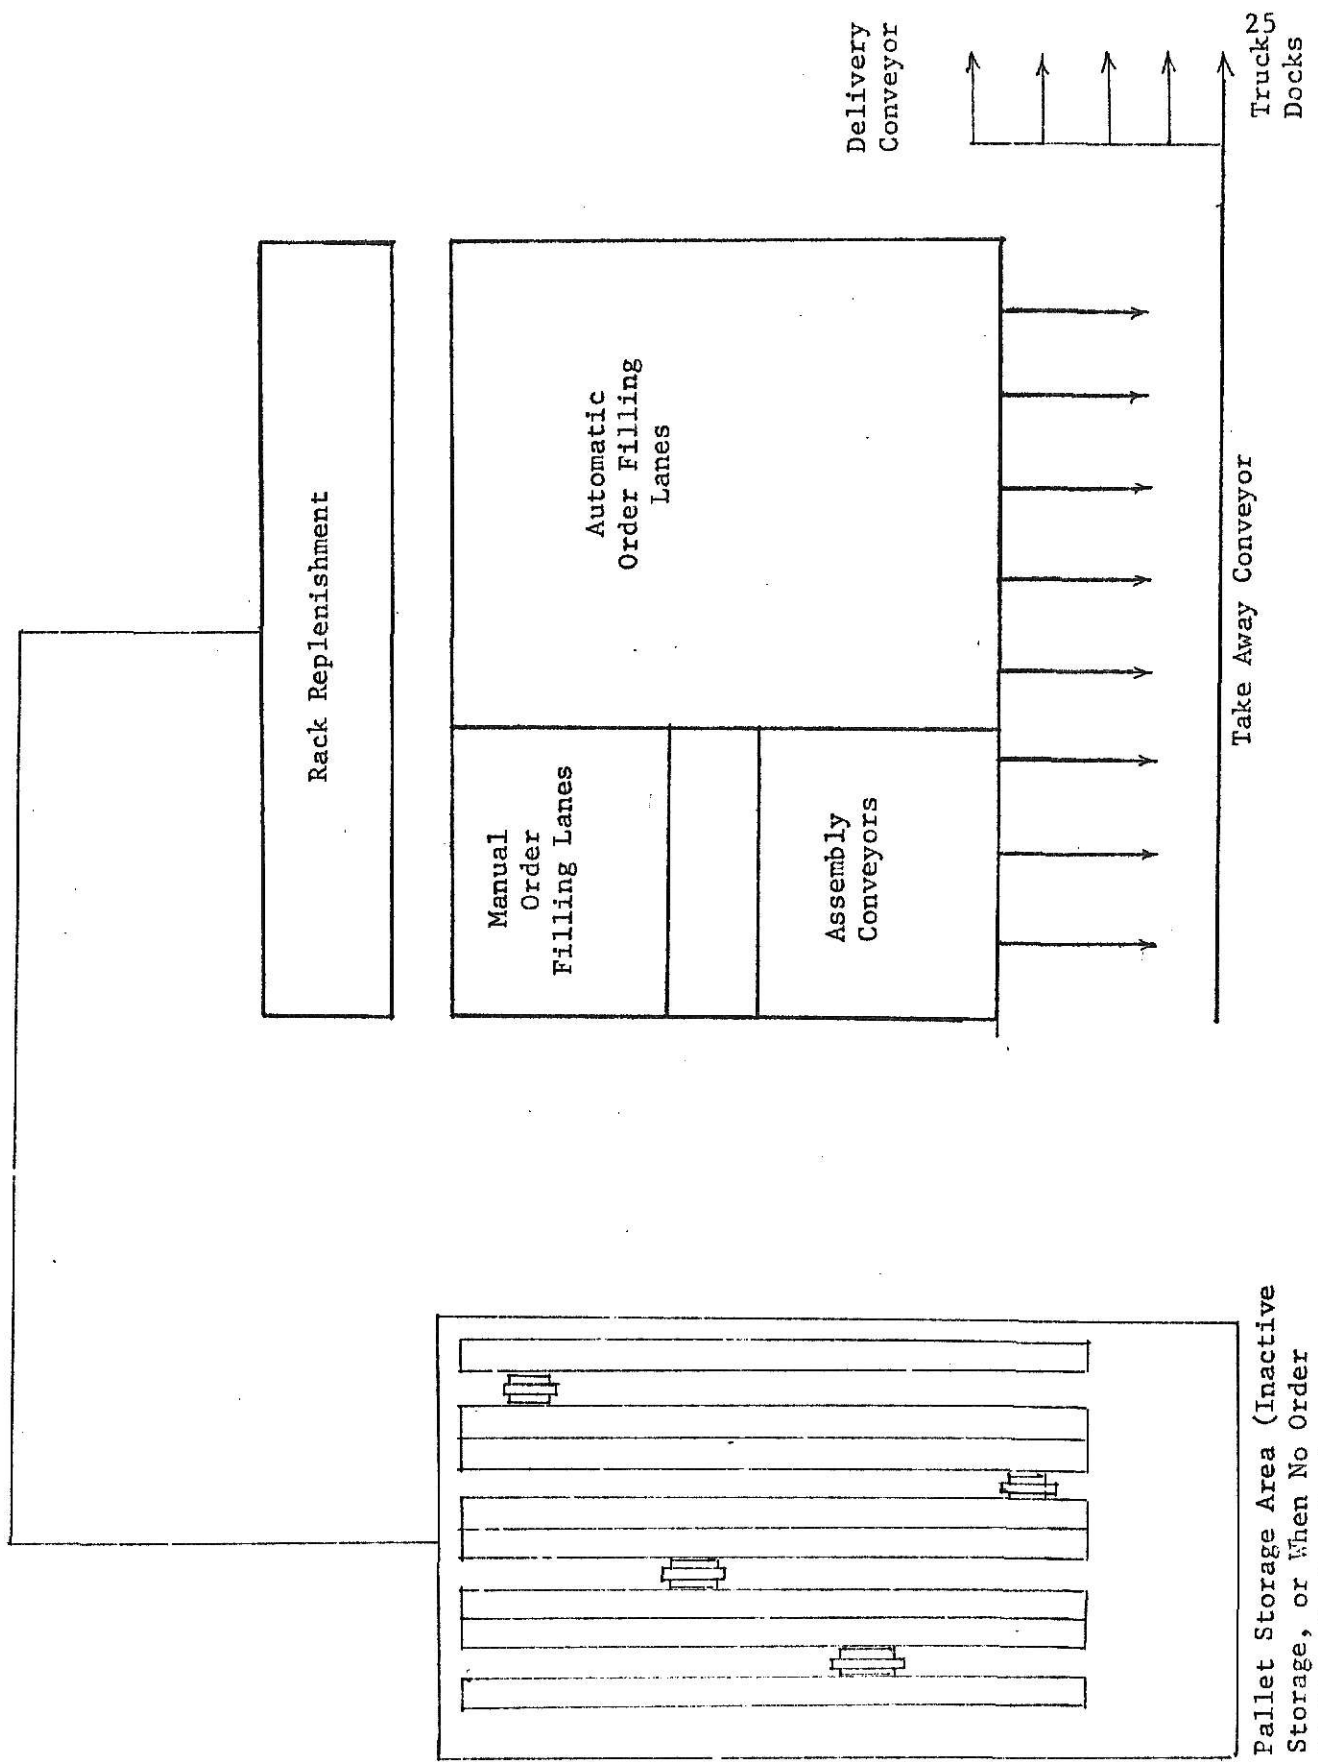 25
Delivery
Conveyor
Truck
Docks
Rack Replenishment
Automatic
Order Filling
Lanes
Manual
Order
Filling Lanes
Assembly
Conveyors
Take Away Conveyor
Pallet Storage Area (Inactive
Storage, or When No Order